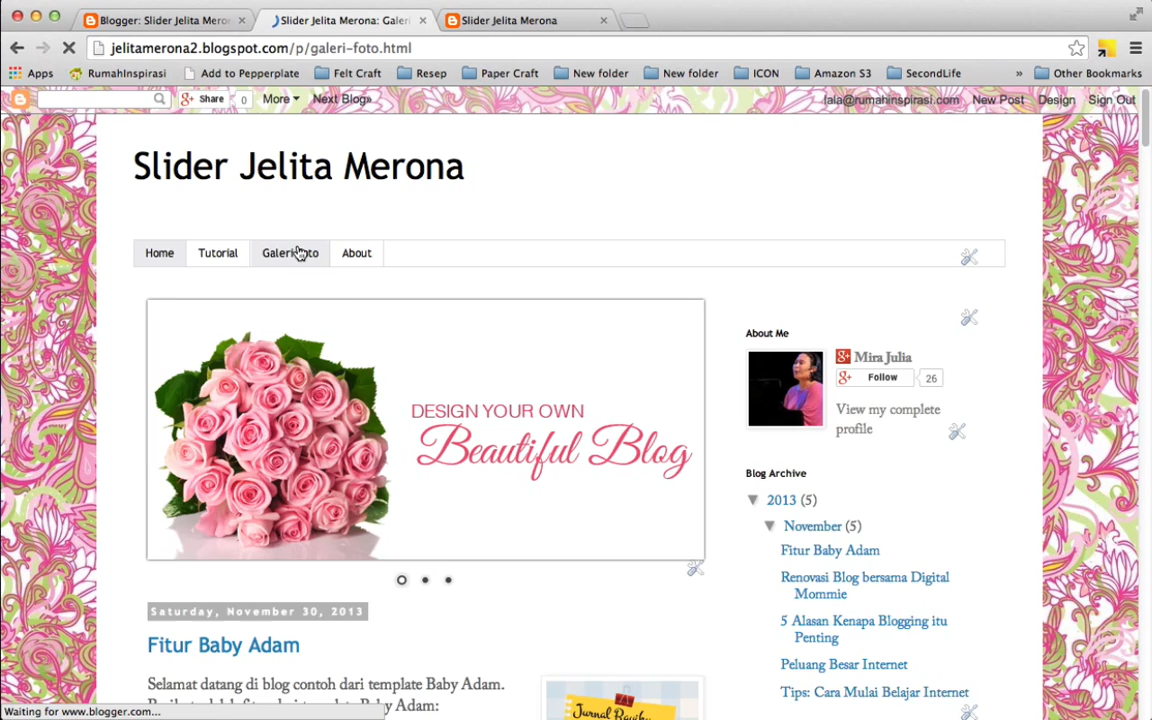 Blogger: Slider Jelita Mero
Slider Jelita Merona: Galeri
Slider Jelita Merona
jelitamerona2.blogspot.com/p/galeri-foto.html
Apps
RumahInspirasi
Add to Pepperplate
Felt Craft
Resep
Paper Craft
New folder
New folder
ICON
Amazon S3
SecondLife
»
Other Bookmarks
Share
0
More
Next Blog»
lala@rumahinspirasi.com
New Post
Design
Sign Out
Slider Jelita Merona
Home
Tutorial
Galeri Foto
About
DESIGN YOUR OWN
Beautiful Blog
About Me
Mira Julia
Follow
26
View my complete
profile
Blog Archive
▼ 2013 (5)
▼ November (5)
Fitur Baby Adam
Renovasi Blog bersama Digital
Mommie
5 Alasan Kenapa Blogging itu
Penting
Peluang Besar Internet
Tips: Cara Mulai Belajar Internet
Saturday, November 30, 2013
Fitur Baby Adam
Selamat datang di blog contoh dari template Baby Adam.
Waiting for www.blogger.com...